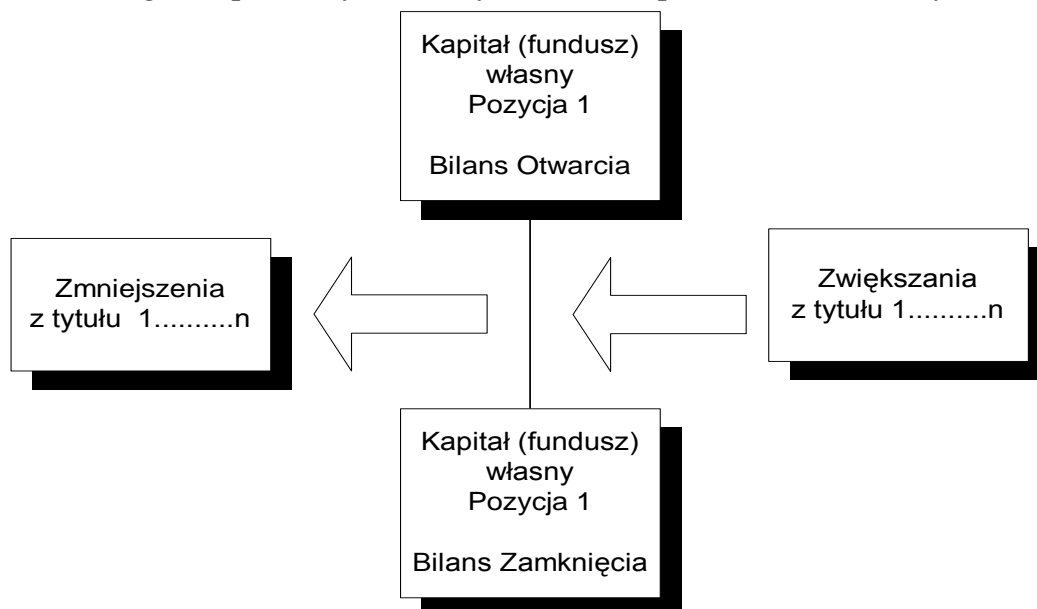 Kapitał (fundusz)
własny
Pozycja 1
Bilans Otwarcia
Zmniejszenia
z tytułu 1..........n
Zwiększania
z tytułu 1..........n
Kapitał (fundusz)
własny
Pozycja 1
Bilans Zamknięcia